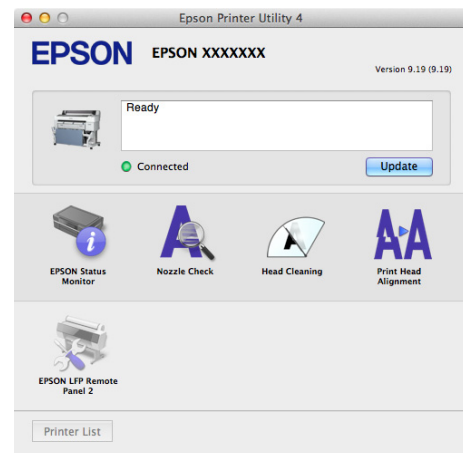 Epson Printer Utility 4
EPSON EPSON XXXXXXX
Version 9.19 (9.19)
Ready
Connected Update
EPSON Status
Monitor
Nozzle Check
Head Cleaning
Print Head
Alignment
EPSON LFP Remote
Panel 2
Printer List